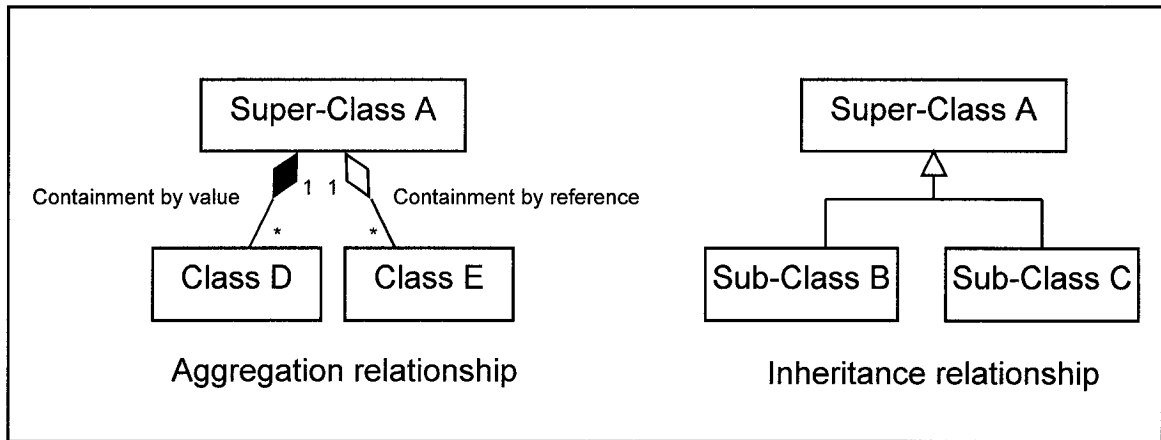 Super-Class A
Containment by value
1
1
Containment by reference
*
*
Class D
Class E
Aggregation relationship
Super-Class A
Sub-Class B
Sub-Class C
Inheritance relationship